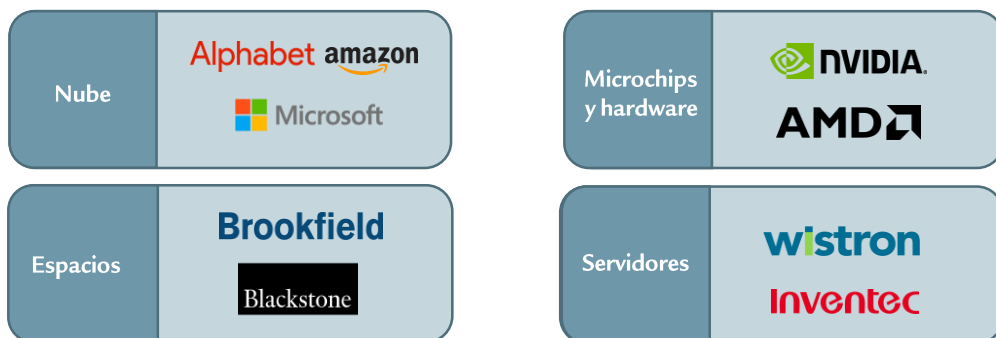 Nube
Alphabet amazon
Microsoft
Microchips
y hardware
NVIDIA.
AMD
Espacios
Brookfield
Blackstone
Servidores
wistron
Inventec